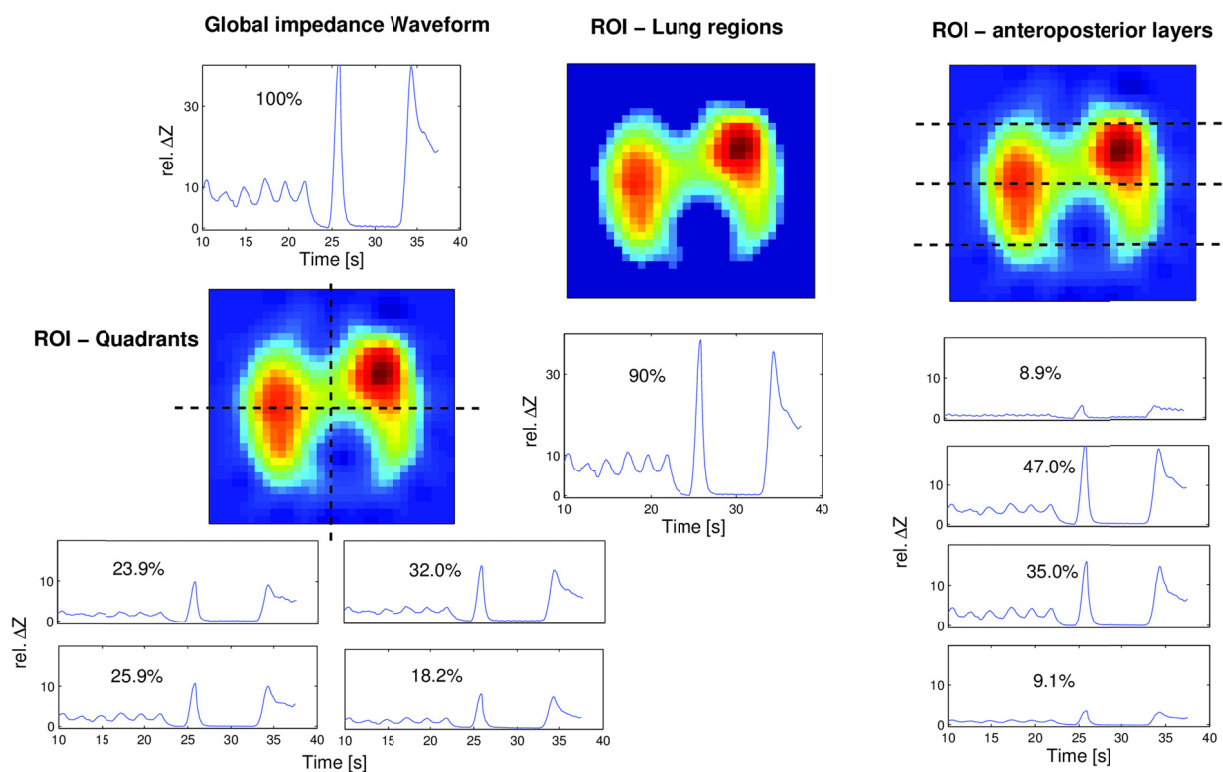 Global impedance Waveform
30
10
0
rel. ΔZ
100%
10 15 20 25 30 35 40
Time [s]
ROI – Quadrants
rel. ΔZ
10
0
23.9%
32.0%
10
0
25.9%
18.2%
10 15 20 25 30 35 40
10 15 20 25 30 35 40
Time [s]
ROI – Lung regions
30
10
0
rel. ΔZ
90%
10 20 30 40
Time [s]
ROI – anteroposterior layers
rel. ΔZ
10
0
8.9%
10
0
47.0%
10
0
35.0%
10
0
9.1%
10 15 20 25 30 35 40
Time [s]